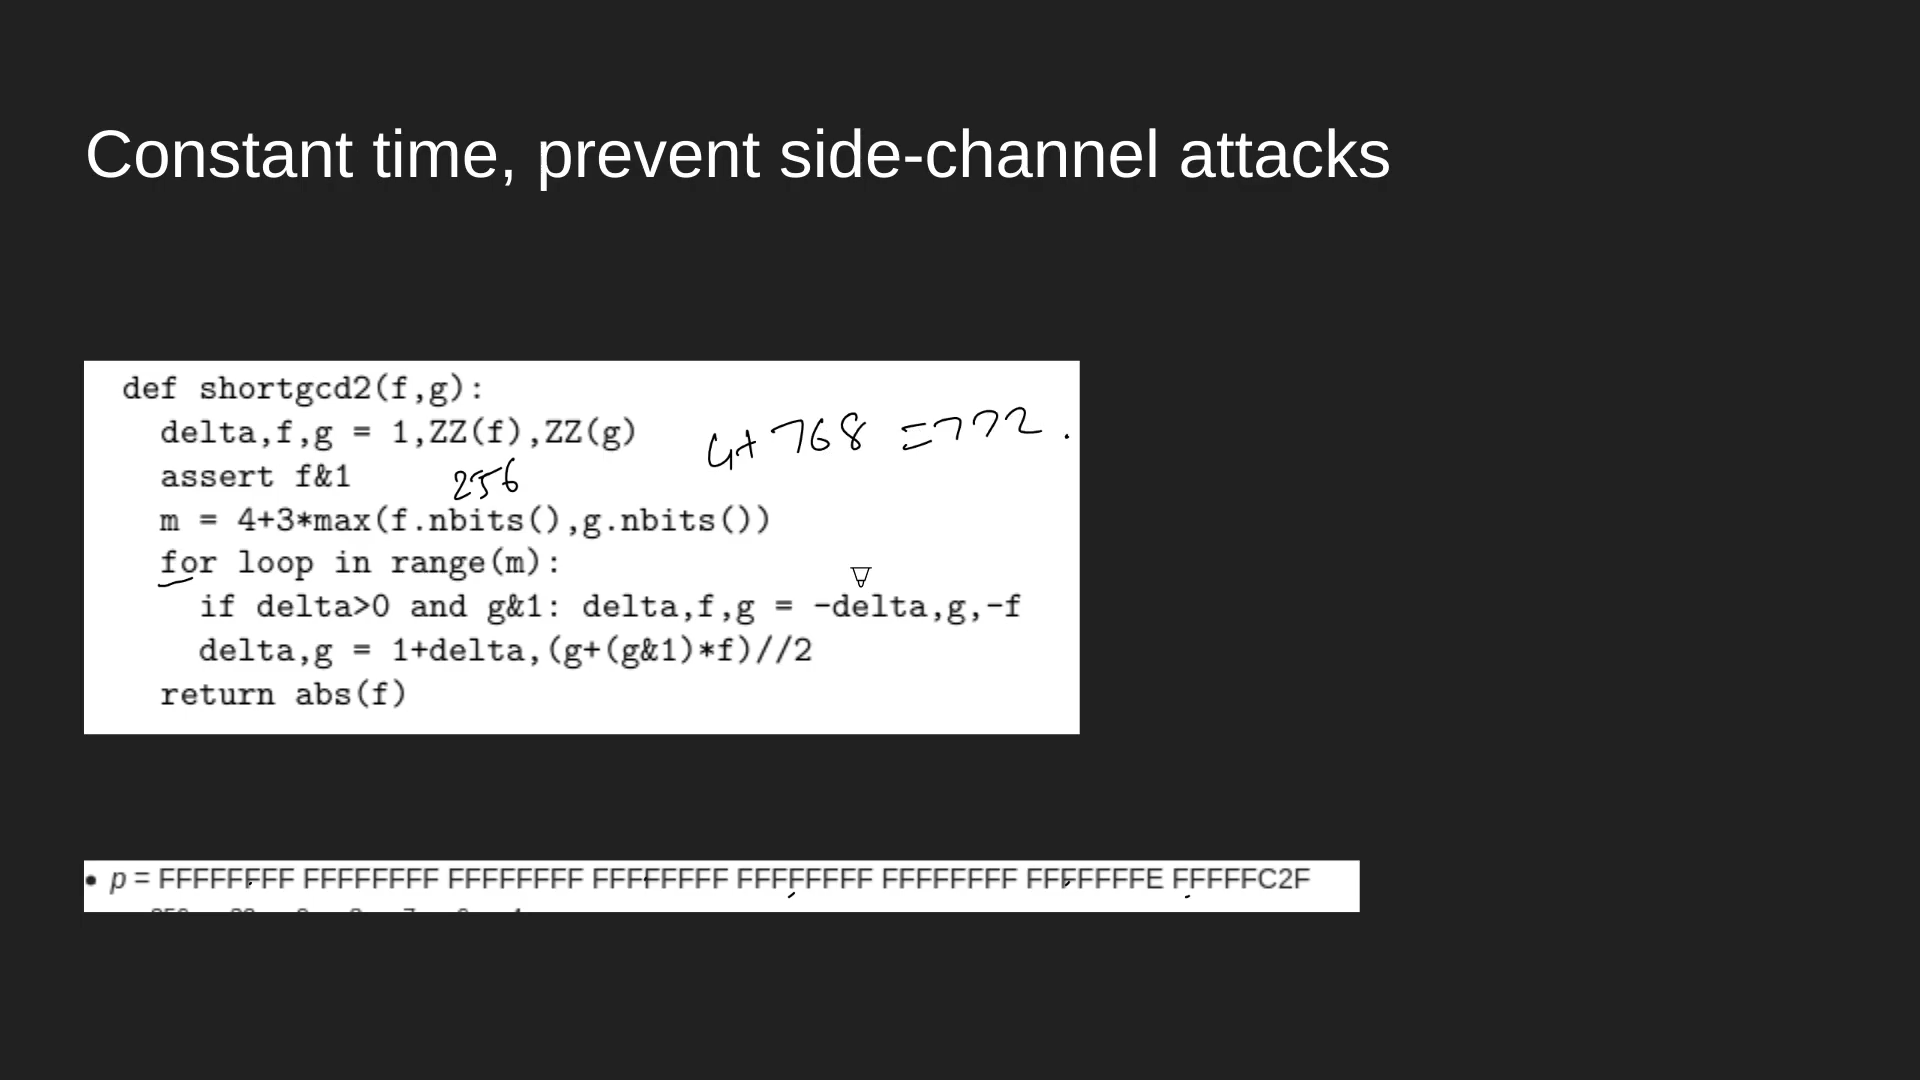 Constant time, prevent side-channel attacks
def shortgcd2(f,g):
delta,f,g = 1,ZZ(f),ZZ(g)
4+ 768 =772.
assert f&1
256
m = 4+3*max(f.nbits(),g.nbits())
for loop in range(m):
if delta>0 and g&1: delta,f,g = -delta,g,-f
delta,g = 1+delta,(g+(g&1)*f)//2
return abs(f)
• p = FFFFFFFF FFFFFFFF FFFFFFFF FFFFFFFF FFFFFFFF FFFFFFFF FFFFFFFE FFFFFC2F